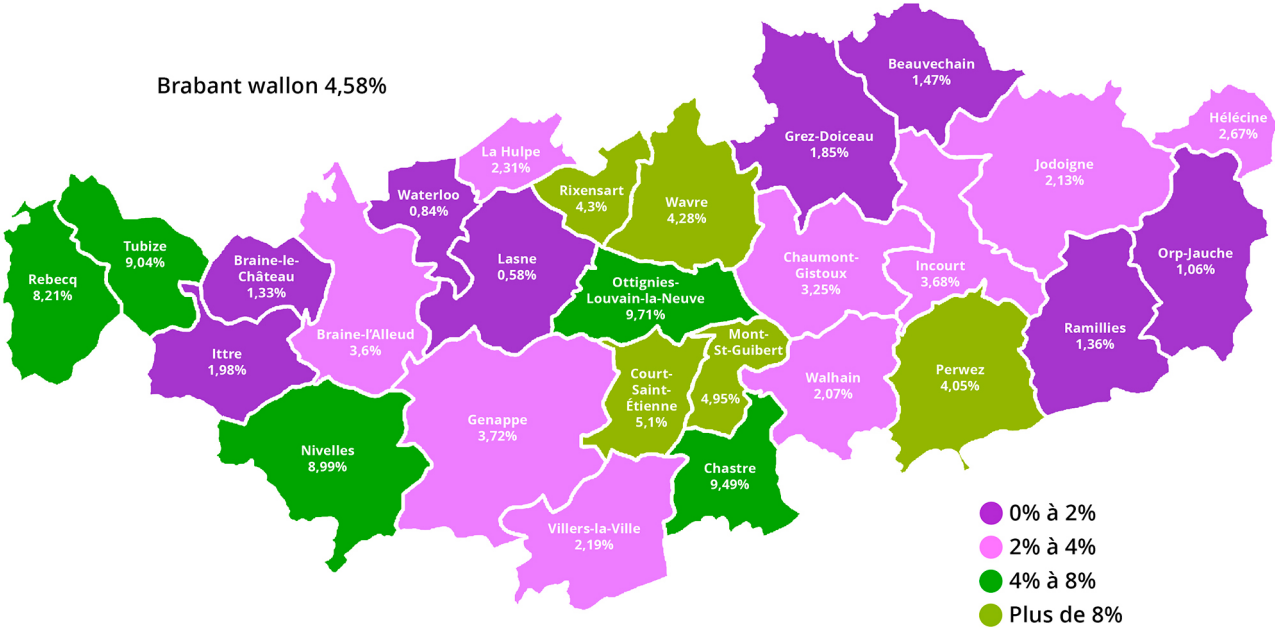 Brabant wallon 4,58%
Beauvechain
1,47%
Grez-Doiceau
1,85%
Hélécine
2,67%
Jodoigne
2,13%
La Hulpe
2,31%
Waterloo
0,84%
Rixensart
4,3%
Wavre
4,28%
Tubize
9,04%
Rebecq
8,21%
Braine-le-
Château
1,33%
Lasne
0,58%
Ottignies-
Louvain-la-Neuve
9,71%
Chaumont-
Gistoux
3,25%
Incourt
3,68%
Orp-Jauche
1,06%
Ramillies
1,36%
Ittre
1,98%
Braine-l’Alleud
3,6%
Mont-
St-Guibert
4,95%
Court-
Saint-
Étienne
5,1%
Walhain
2,07%
Perwez
4,05%
Genappe
3,72%
Nivelles
8,99%
Chastre
9,49%
Villers-la-Ville
2,19%
0% à 2%
2% à 4%
4% à 8%
Plus de 8%